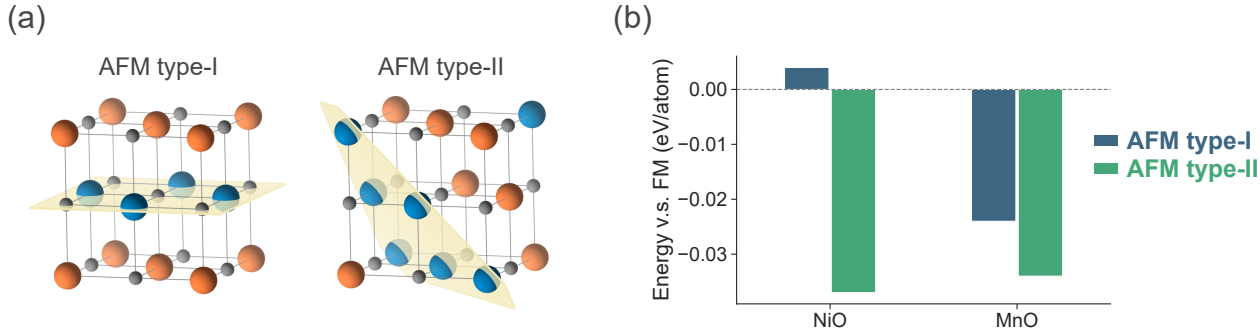 (a)
AFM type-I
AFM type-II
(b)
Energy v.s. FM (eV/atom)
0.00
−0.01
−0.02
−0.03
NiO
MnO
AFM type-I
AFM type-II